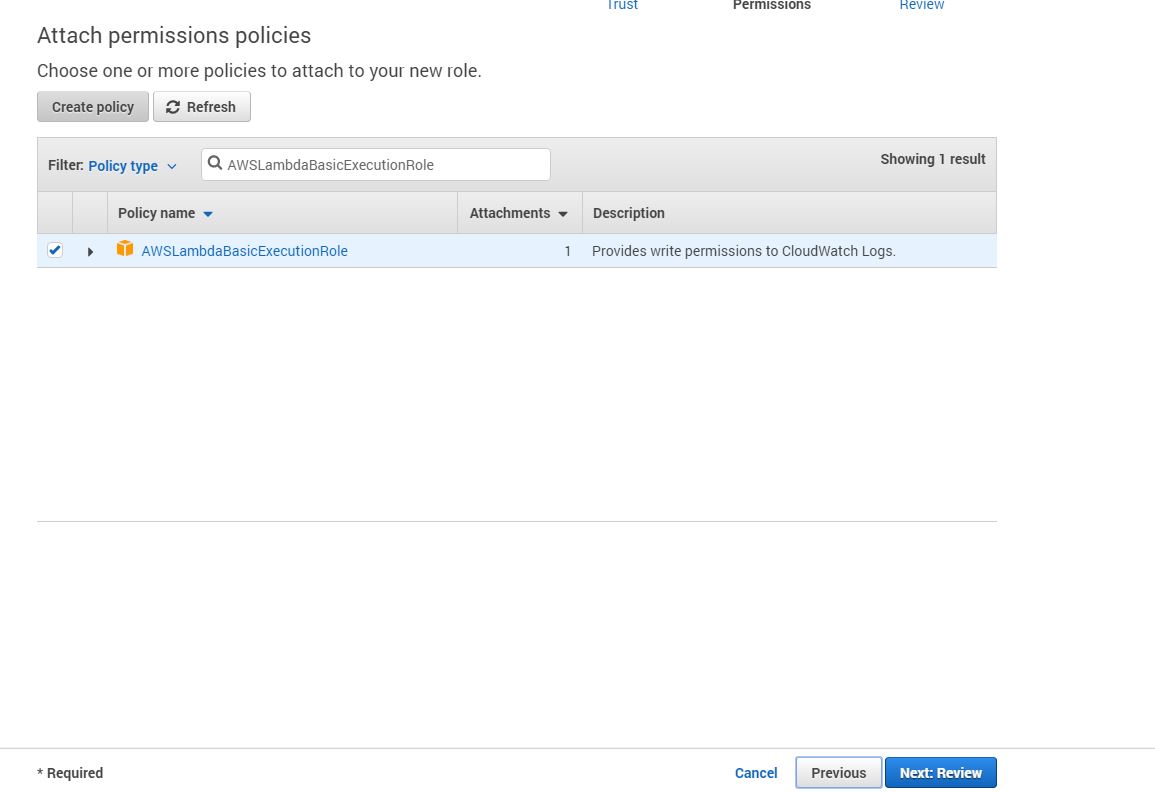 Trust Permissions Review
Attach permissions policies
Choose one or more policies to attach to your new role.
Create policy Refresh
Filter: Policy type AWSLambdaBasicExecutionRole Showing 1 result
Policy name Attachments Description
AWSLambdaBasicExecutionRole 1 Provides write permissions to CloudWatch Logs.
* Required Cancel Previous Next: Review